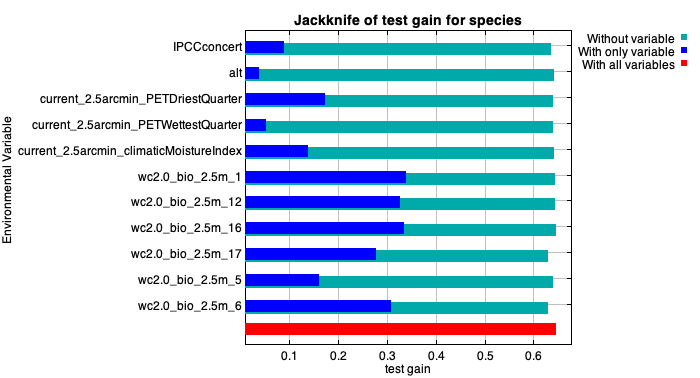 Jackknife of test gain for species
Without variable
With only variable
With all variables
Environmental Variable
IPCCconcert
alt
current_2.5arcmin_PETDriestQuarter
current_2.5arcmin_PETWettestQuarter
current_2.5arcmin_climaticMoistureIndex
wc2.0_bio_2.5m_1
wc2.0_bio_2.5m_12
wc2.0_bio_2.5m_16
wc2.0_bio_2.5m_17
wc2.0_bio_2.5m_5
wc2.0_bio_2.5m_6
0.1 0.2 0.3 0.4 0.5 0.6
test gain